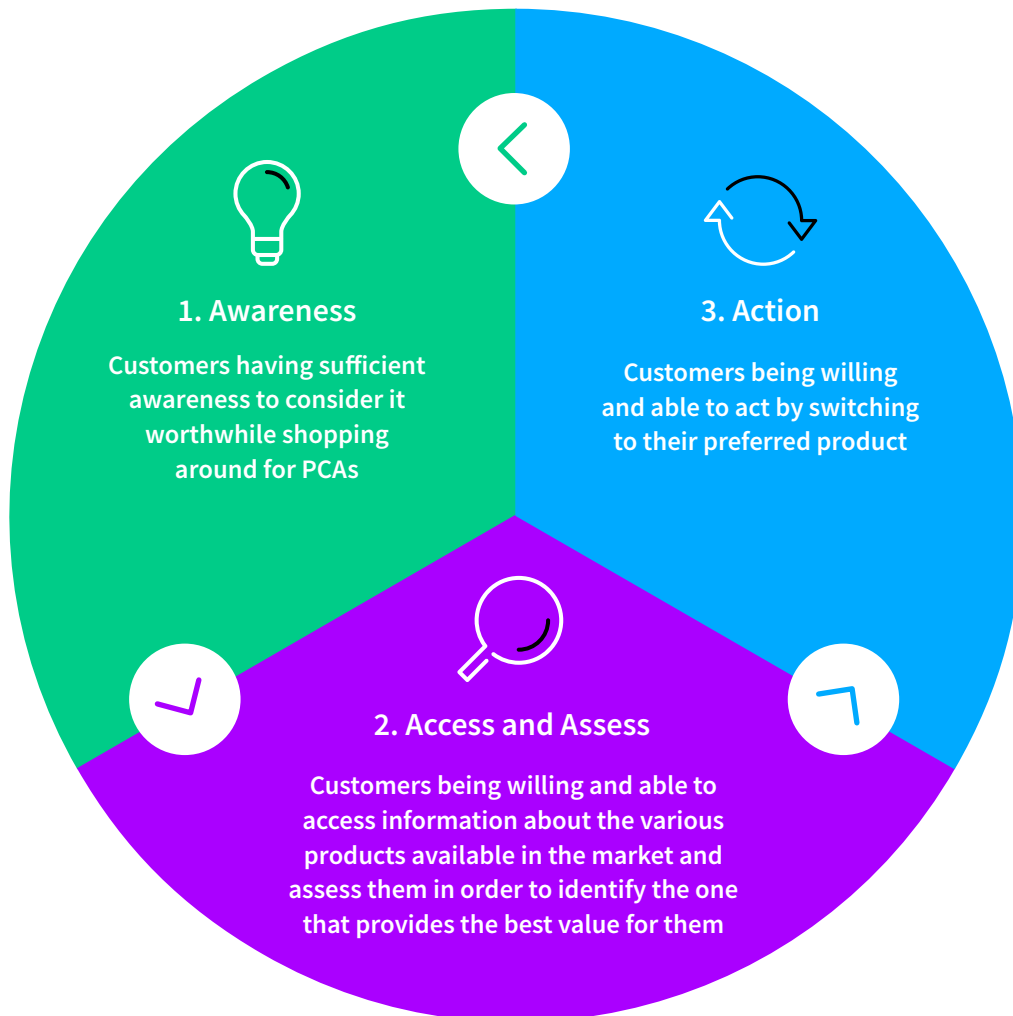 1. Awareness
Customers having sufficient
awareness to consider it
worthwhile shopping
around for PCAs
2. Access and Assess
Customers being willing and able to
access information about the various
products available in the market and
assess them in order to identify the one
that provides the best value for them
3. Action
Customers being willing
and able to act by switching
to their preferred product